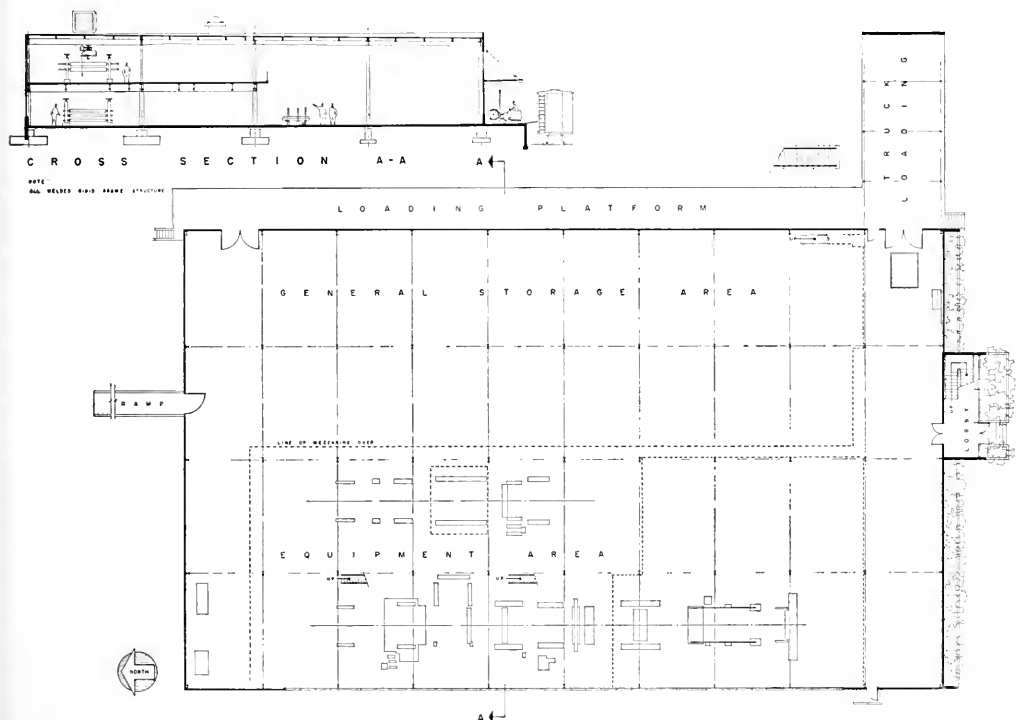 CROSS SECTION A-A
NOTE
ALL WELDED RIGID FRAME STRUCTURE
A
TRUCK
LOADING
LOADING PLATFORM
GENERAL STORAGE AREA
RAMP
UP
LOBBY
LINE OF MEZZANINE OVER
EQUIPMENT AREA
UP
UP
NORTH
A